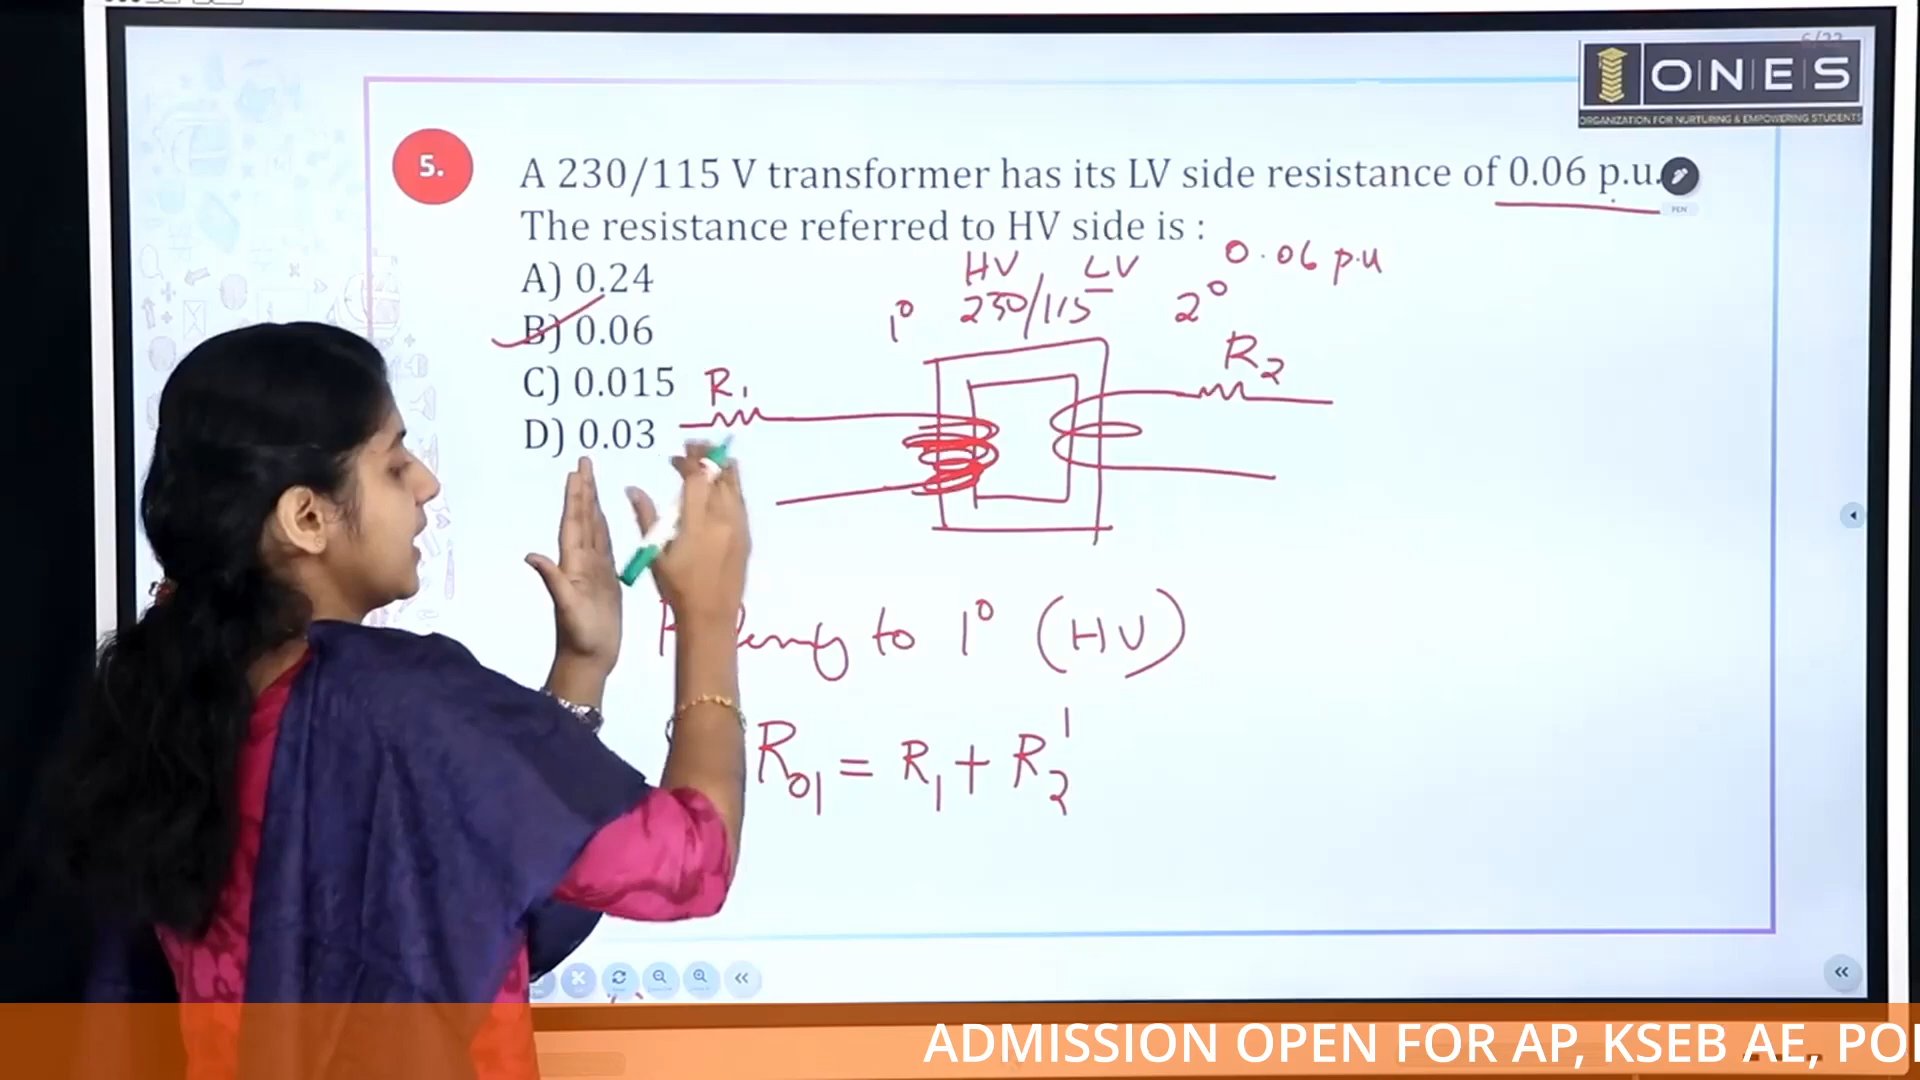 ONES
ORGANIZATION FOR NURTURING & EMPOWERING STUDENTS
5. A 230/115 V transformer has its LV side resistance of 0.06 p.u.
PEN
The resistance referred to HV side is :
A) 0.24
B) 0.06
C) 0.015
D) 0.03
0.06 p.u
HV LV
1° 230/115 2°
R1 R2
to 1° (HV)
R01 = R1 + R2'
ADMISSION OPEN FOR AP, KSEB AE,